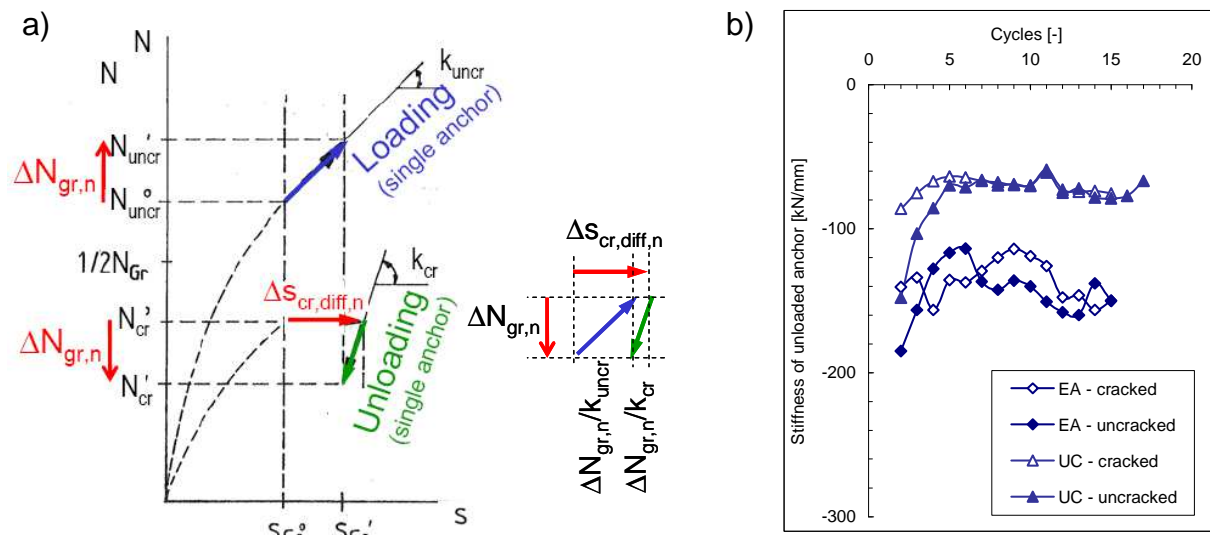 a)
N
N
k_uncr
N_uncr'
ΔN_gr,n
N_uncr°
Loading
(single anchor)
1/2N_Gr
k_cr
Δs_cr,diff,n
N_cr°
ΔN_gr,n
N_cr'
Unloading
(single anchor)
s
Δs_cr,diff,n
ΔN_gr,n
ΔN_gr,n/k_uncr
ΔN_gr,n/k_cr
b)
Cycles [-]
0 5 10 15 20
0
-100
-200
-300
Stiffness of unloaded anchor [kN/mm]
EA - cracked
EA - uncracked
UC - cracked
UC - uncracked